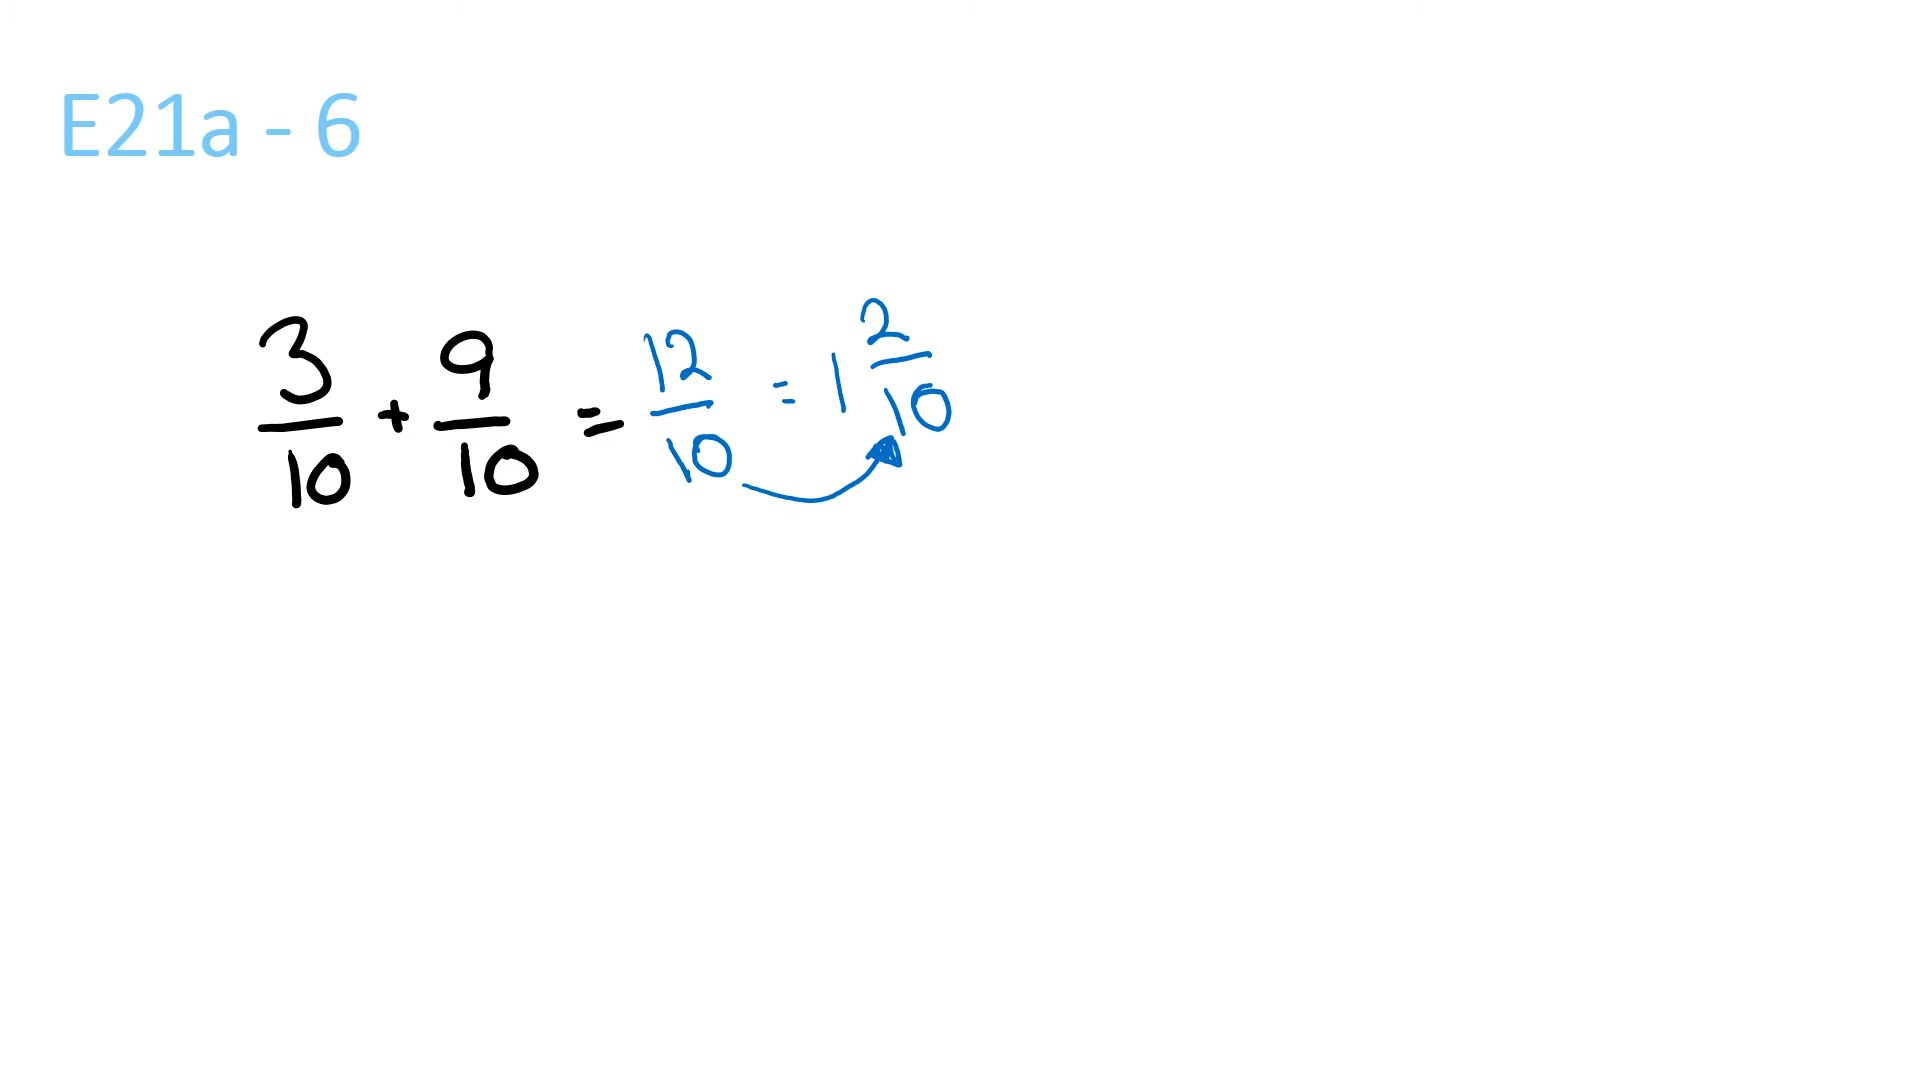 E21a - 6
3/10 + 9/10 = 12/10 = 1 2/10